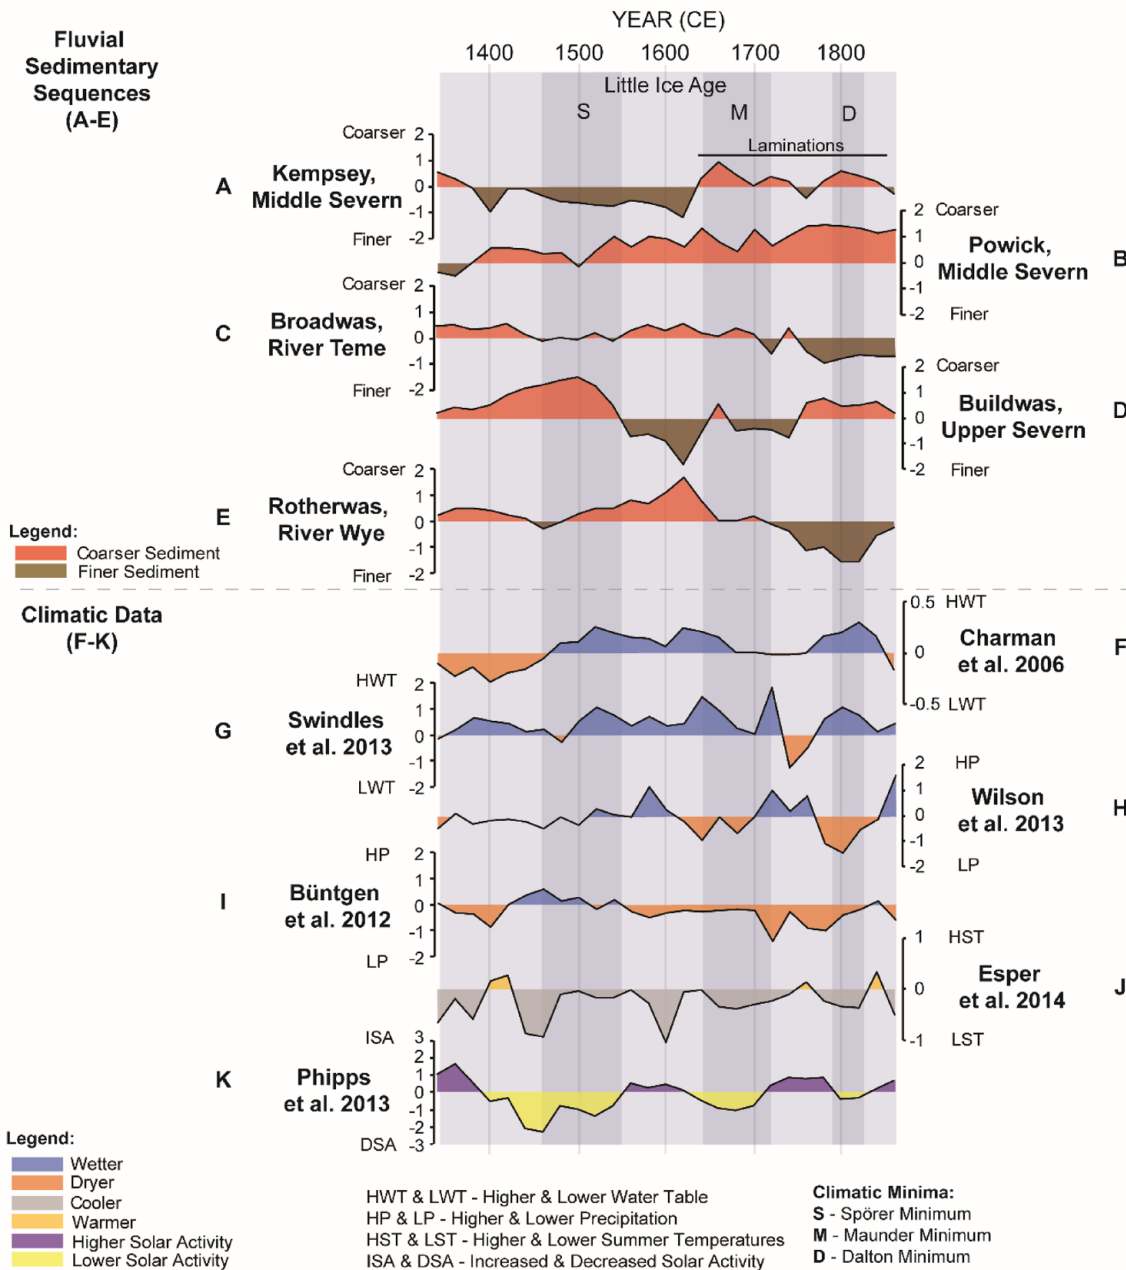 YEAR (CE)
Fluvial
Sedimentary
Sequences
(A-E)
1400 1500 1600 1700 1800
Little Ice Age
S M D
Laminations
Coarser 2
1
0
-1
Finer -2
A Kempsey,
Middle Severn
2 Coarser
1
0
-1
-2 Finer
Powick,
Middle Severn B
Coarser 2
1
0
-1
Finer -2
C Broadwas,
River Teme
2 Coarser
1
0
-1
-2 Finer
Buildwas,
Upper Severn D
Coarser 2
1
0
-1
Finer -2
E Rotherwas,
River Wye
Legend:
Coarser Sediment
Finer Sediment
Climatic Data
(F-K)
0.5 HWT
0
-0.5 LWT
Charman
et al. 2006 F
HWT 2
1
0
-1
LWT -2
G Swindles
et al. 2013
2 HP
1
0
-1
-2 LP
Wilson
et al. 2013 H
HP 2
1
0
-1
LP -2
I Büntgen
et al. 2012
1 HST
0
-1 LST
Esper
et al. 2014 J
ISA 3
2
1
0
-1
-2
DSA -3
K Phipps
et al. 2013
Legend:
Wetter
Dryer
Cooler
Warmer
Higher Solar Activity
Lower Solar Activity
HWT & LWT - Higher & Lower Water Table
HP & LP - Higher & Lower Precipitation
HST & LST - Higher & Lower Summer Temperatures
ISA & DSA - Increased & Decreased Solar Activity
Climatic Minima:
S - Spörer Minimum
M - Maunder Minimum
D - Dalton Minimum